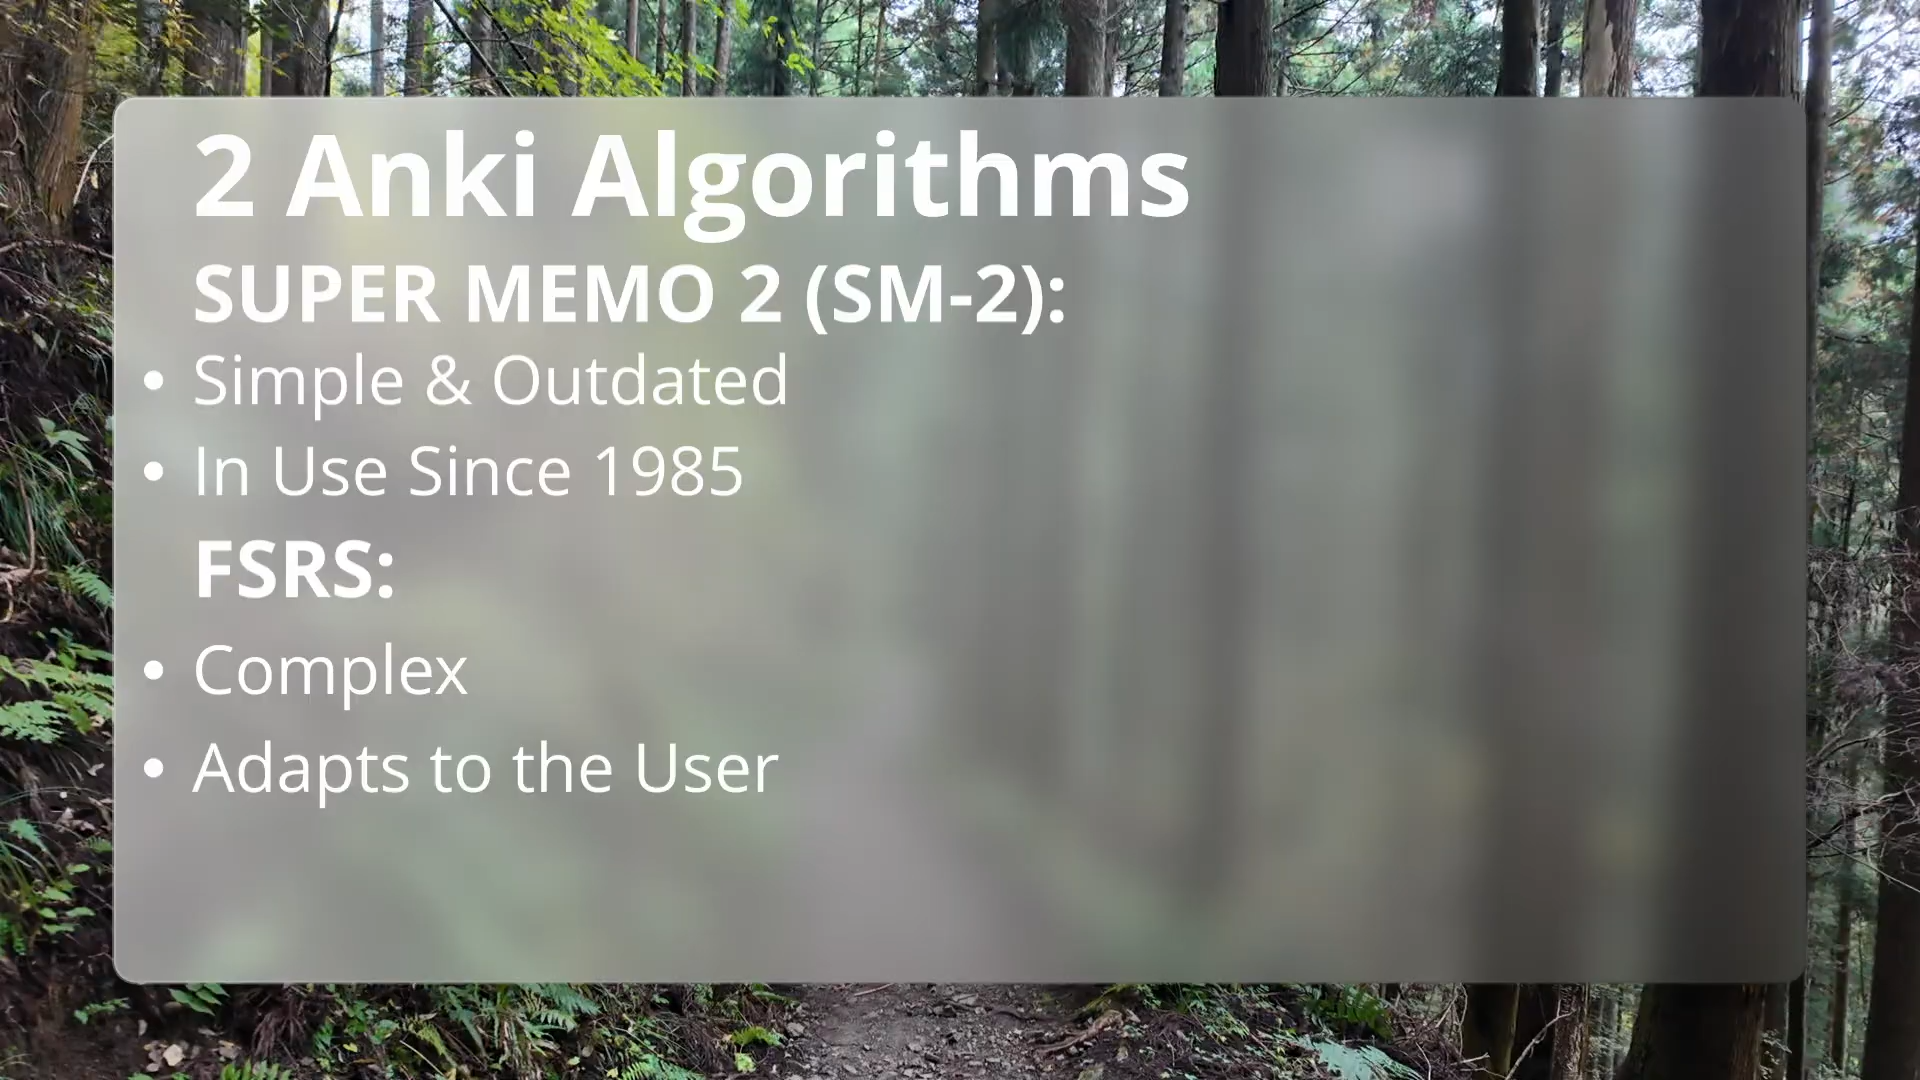 2 Anki Algorithms
SUPER MEMO 2 (SM-2):
• Simple & Outdated
• In Use Since 1985
FSRS:
• Complex
• Adapts to the User